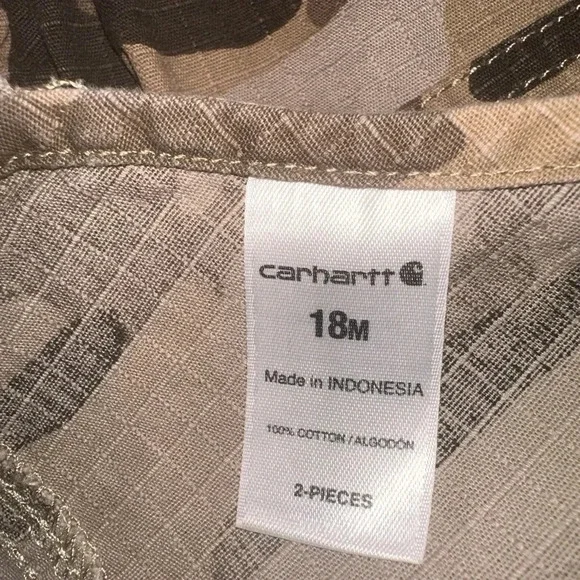 carhartt
18M
Made in INDONESIA
100% COTTON / ALGODÓN
2-PIECES